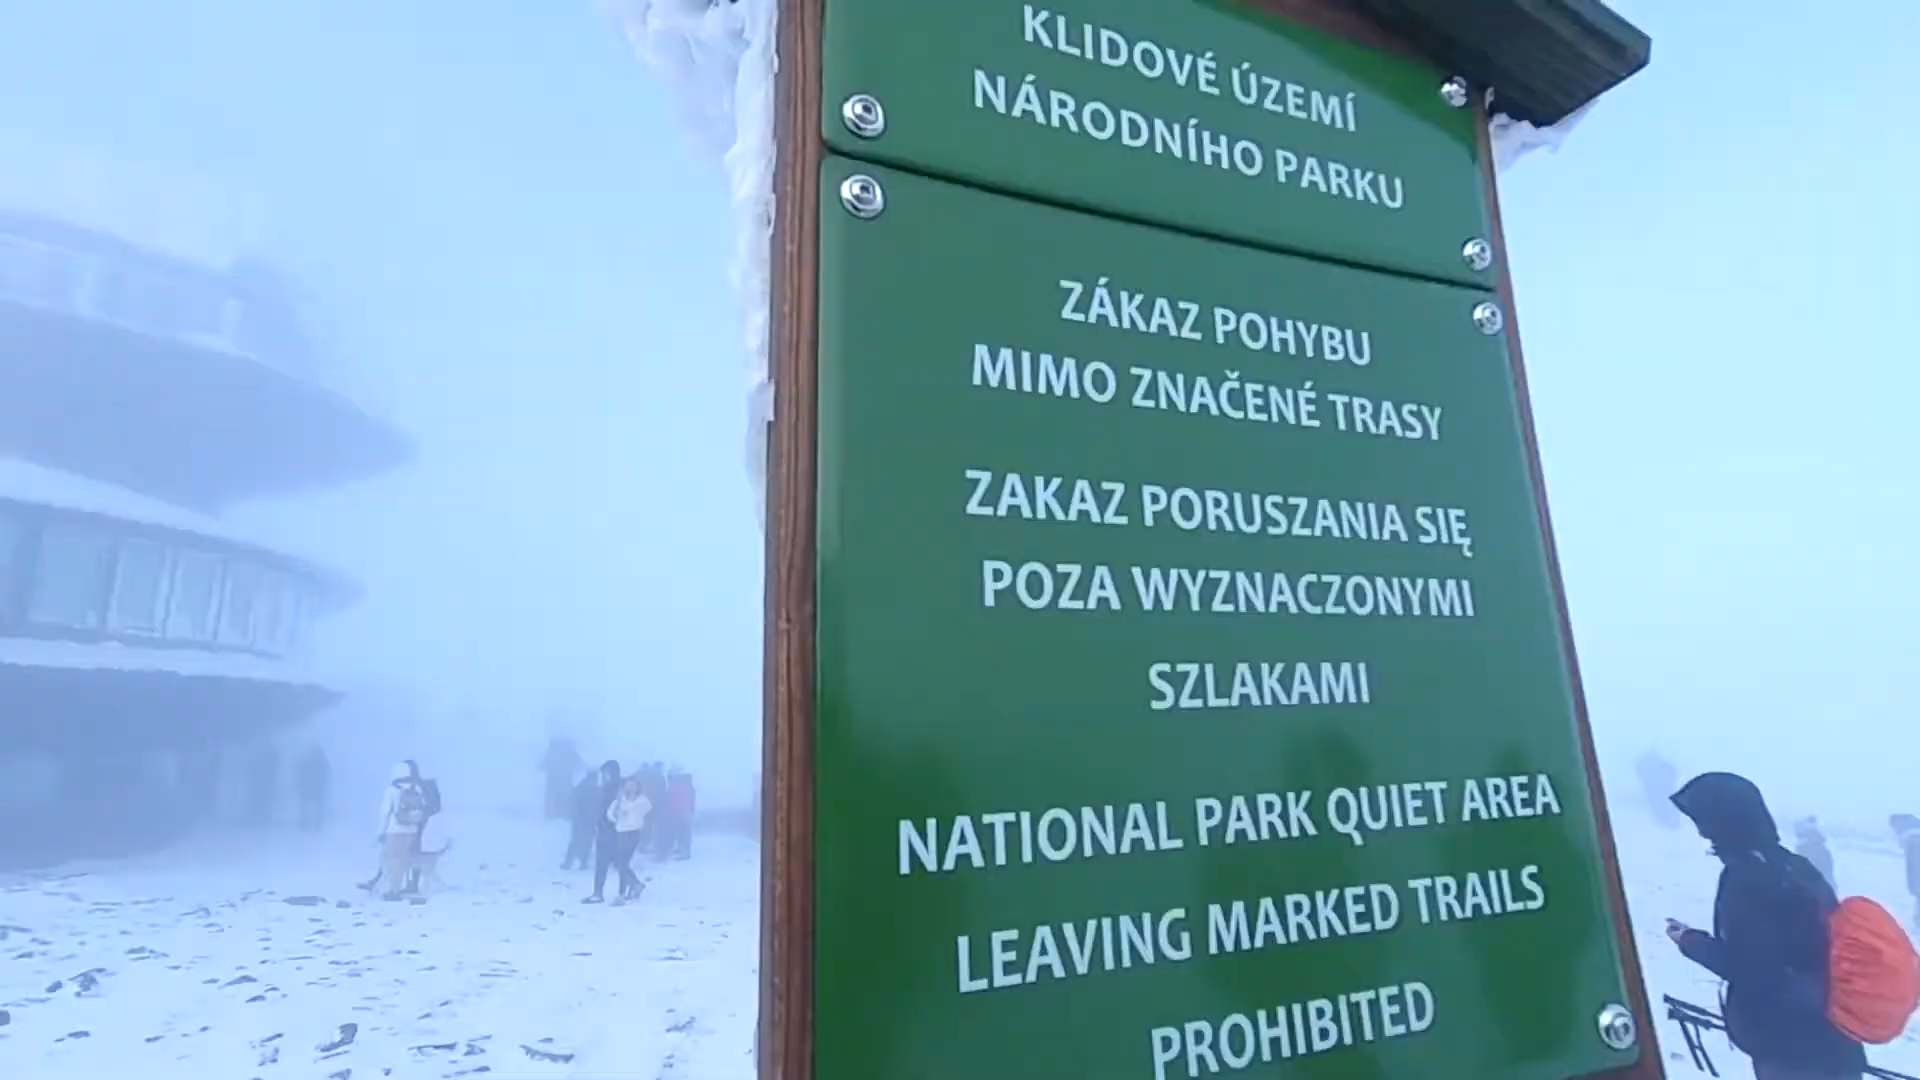 KLIDOVÉ ÚZEMÍ
NÁRODNÍHO PARKU
ZÁKAZ POHYBU
MIMO ZNAČENÉ TRASY
ZAKAZ PORUSZANIA SIĘ
POZA WYZNACZONYMI
SZLAKAMI
NATIONAL PARK QUIET AREA
LEAVING MARKED TRAILS
PROHIBITED